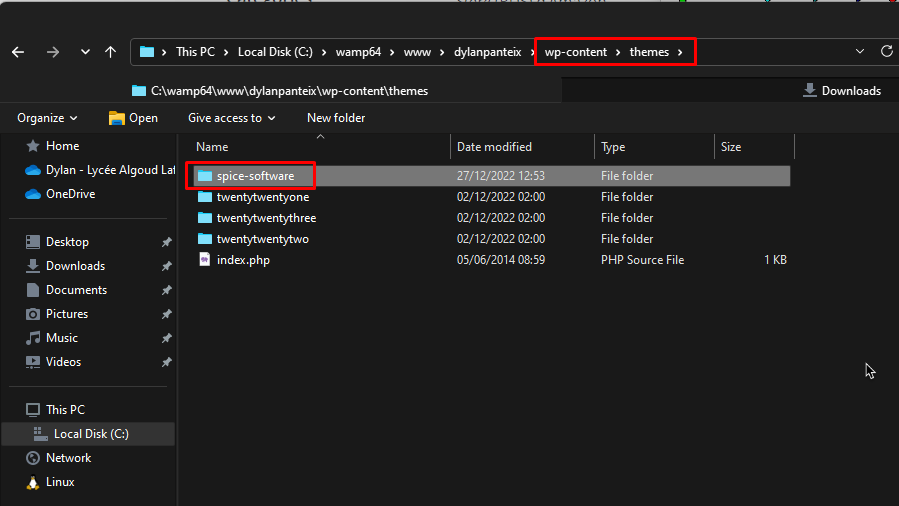 This PC > Local Disk (C:) > wamp64 > www > dylanpanteix > wp-content > themes >
C:\wamp64\www\dylanpanteix\wp-content\themes
Downloads
Organize Open Give access to New folder
Name Date modified Type Size
Home
Dylan - Lycée Algoud Laf
OneDrive
Desktop
Downloads
Documents
Pictures
Music
Videos
This PC
Local Disk (C:)
Network
Linux
spice-software 27/12/2022 12:53 File folder
twentytwentyone 02/12/2022 02:00 File folder
twentytwentythree 02/12/2022 02:00 File folder
twentytwentytwo 02/12/2022 02:00 File folder
index.php 05/06/2014 08:59 PHP Source File 1 KB